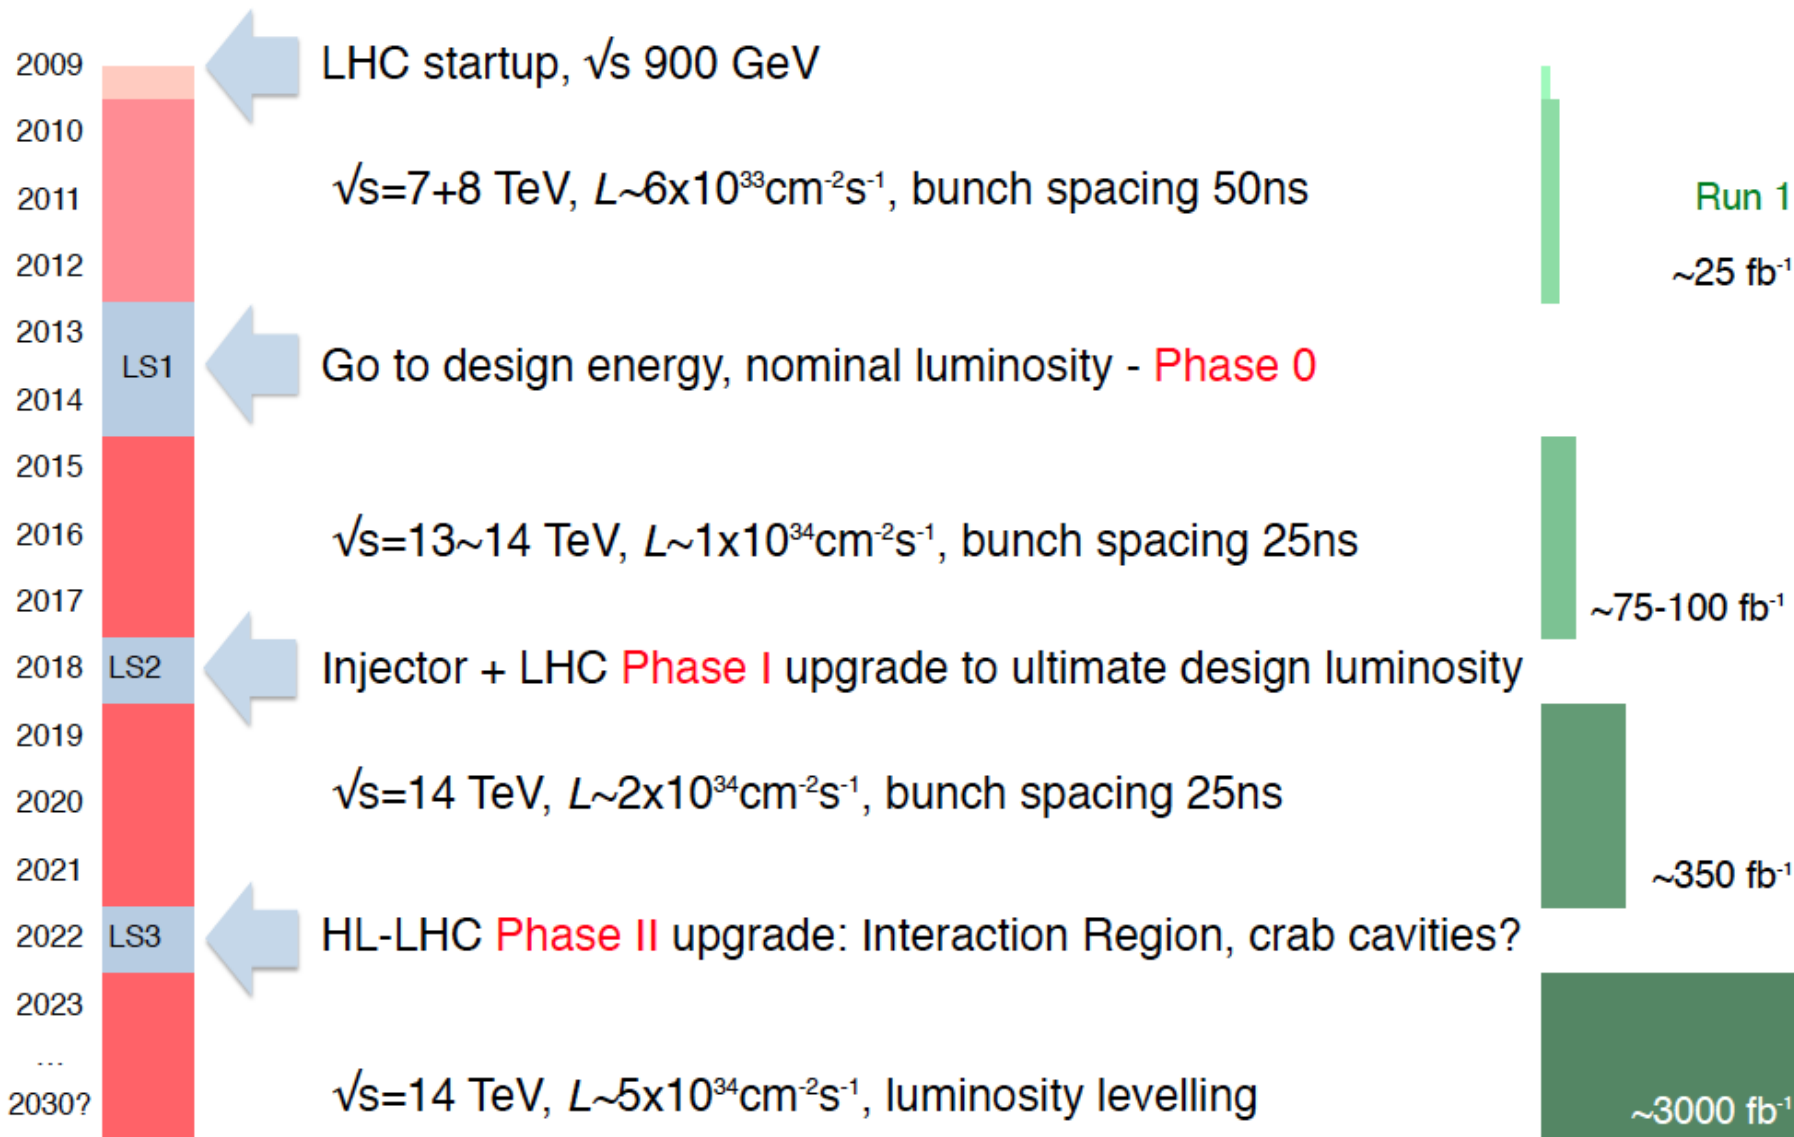 2009 LHC startup, √s 900 GeV
2010
√s=7+8 TeV, L~6x10³³cm⁻²s⁻¹, bunch spacing 50ns
2011 Run 1
2012 ~25 fb⁻¹
2013
LS1 Go to design energy, nominal luminosity - Phase 0
2014
2015
2016 √s=13~14 TeV, L~1x10³⁴cm⁻²s⁻¹, bunch spacing 25ns
2017 ~75-100 fb⁻¹
2018 LS2 Injector + LHC Phase I upgrade to ultimate design luminosity
2019
2020 √s=14 TeV, L~2x10³⁴cm⁻²s⁻¹, bunch spacing 25ns
2021 ~350 fb⁻¹
2022 LS3 HL-LHC Phase II upgrade: Interaction Region, crab cavities?
2023
...
2030? √s=14 TeV, L~5x10³⁴cm⁻²s⁻¹, luminosity levelling ~3000 fb⁻¹